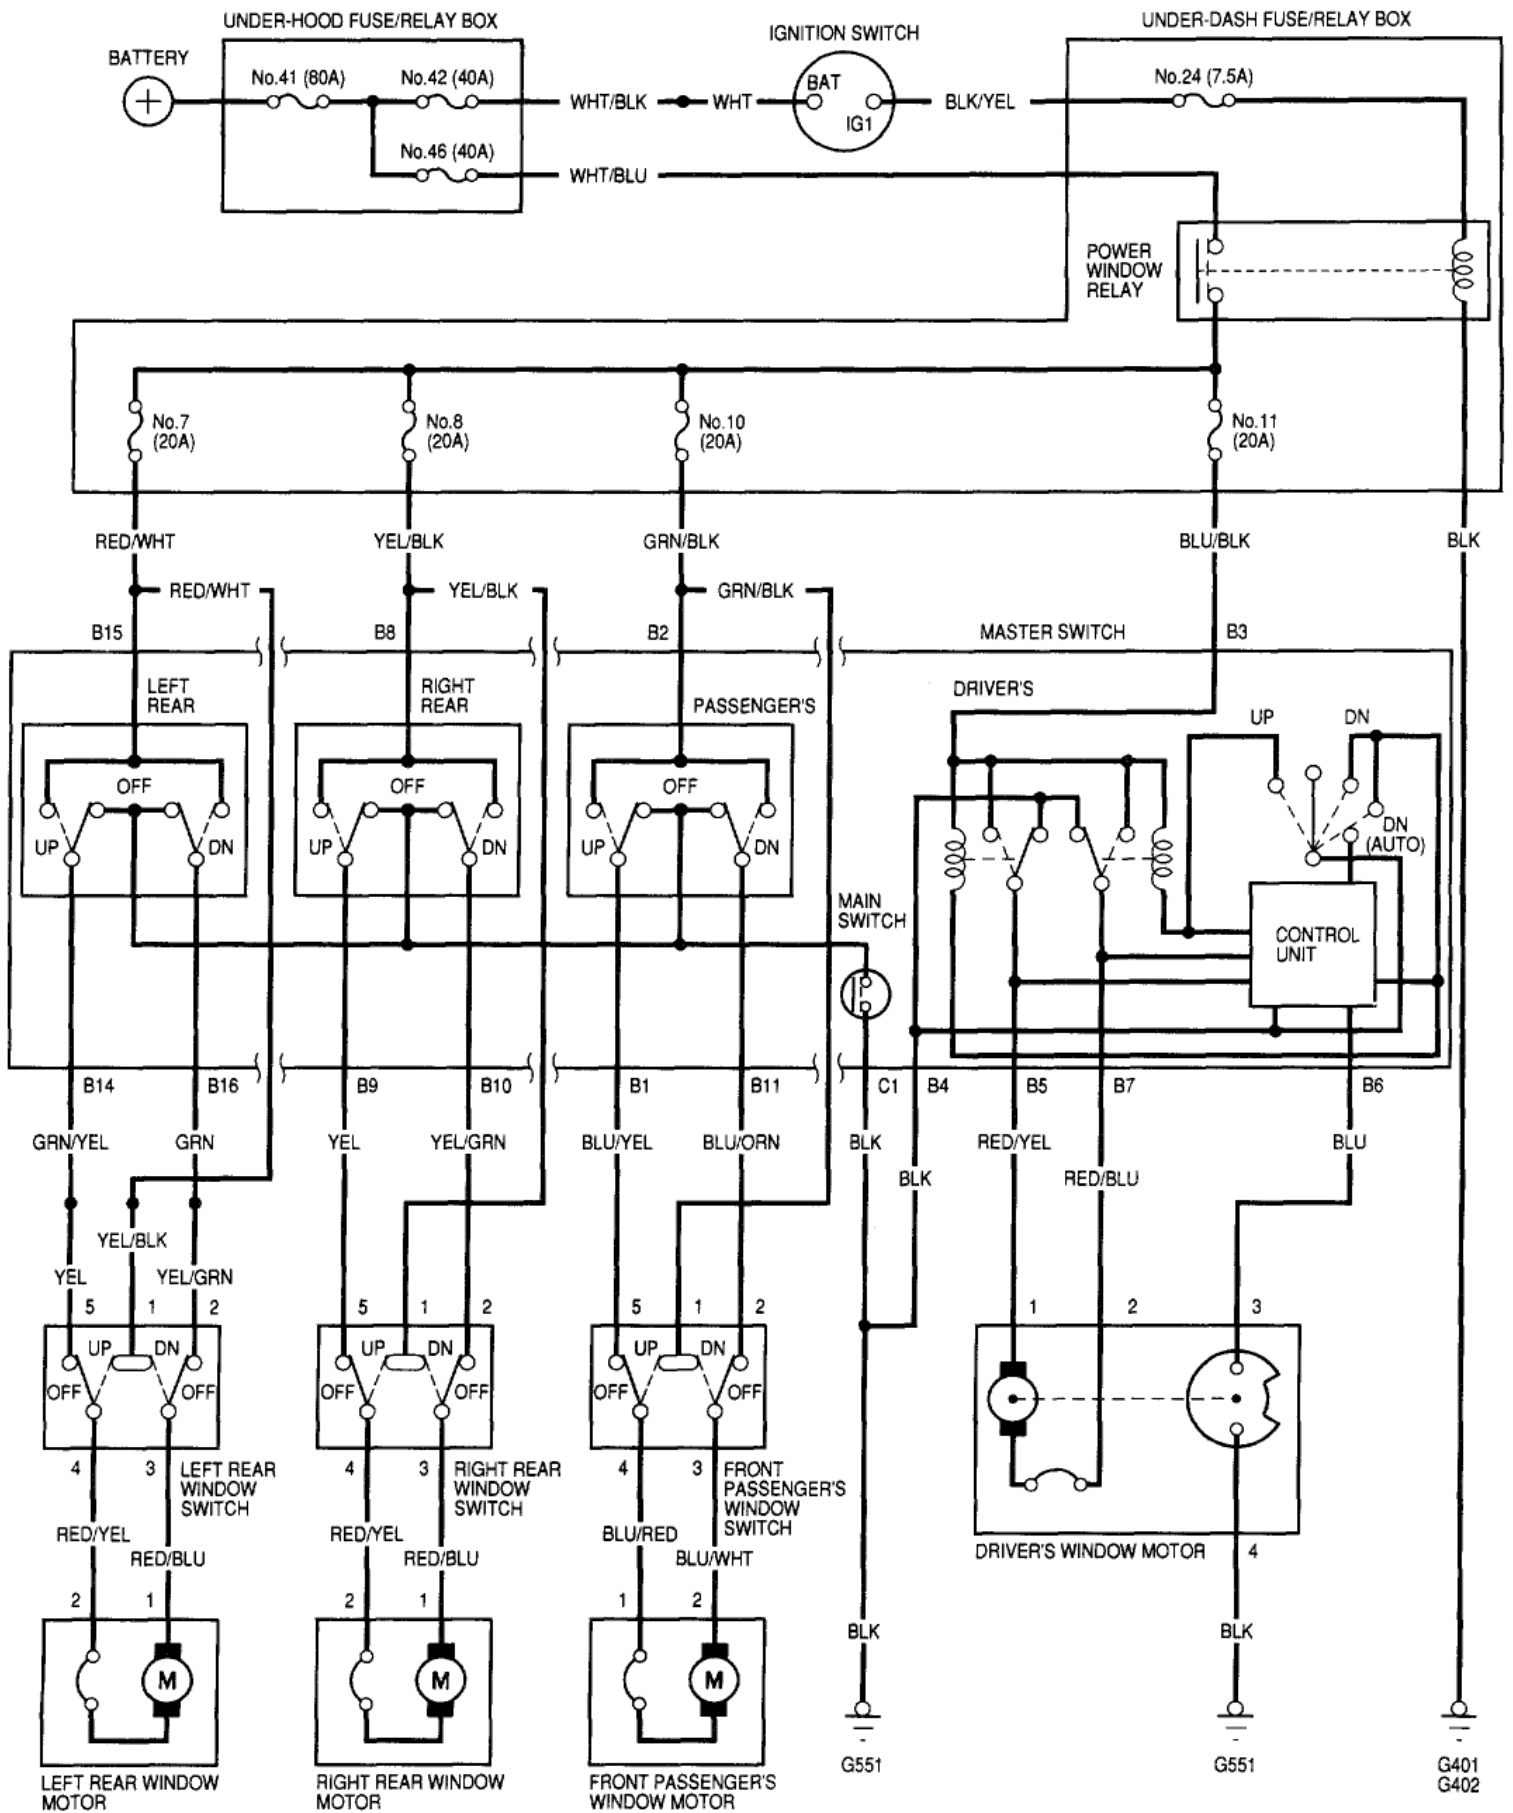 UNDER-HOOD FUSE/RELAY BOX
UNDER-DASH FUSE/RELAY BOX
IGNITION SWITCH
BATTERY
No.41 (80A)
No.42 (40A)
BAT
No.24 (7.5A)
WHT/BLK
WHT
BLK/YEL
IG1
No.46 (40A)
WHT/BLU
POWER
WINDOW
RELAY
No.7
(20A)
No.8
(20A)
No.10
(20A)
No.11
(20A)
RED/WHT
YEL/BLK
GRN/BLK
BLU/BLK
BLK
RED/WHT
YEL/BLK
GRN/BLK
B15
B8
B2
MASTER SWITCH
B3
LEFT
REAR
RIGHT
REAR
PASSENGER'S
DRIVER'S
UP
DN
OFF
OFF
OFF
UP
DN
UP
DN
UP
DN
DN
(AUTO)
MAIN
SWITCH
CONTROL
UNIT
B14
B16
B9
B10
B1
B11
C1
B4
B5
B7
B6
GRN/YEL
GRN
YEL
YEL/GRN
BLU/YEL
BLU/ORN
BLK
RED/YEL
BLU
BLK
RED/BLU
YEL/BLK
YEL
YEL/GRN
5
1
2
5
1
2
5
1
2
1
2
3
UP
DN
UP
DN
UP
DN
OFF
OFF
OFF
OFF
OFF
OFF
4
3
LEFT REAR
WINDOW
SWITCH
4
3
RIGHT REAR
WINDOW
SWITCH
4
3
FRONT
PASSENGER'S
WINDOW
SWITCH
RED/YEL
RED/BLU
RED/YEL
RED/BLU
BLU/RED
BLU/WHT
DRIVER'S WINDOW MOTOR
4
2
1
2
1
1
2
BLK
BLK
M
M
M
LEFT REAR WINDOW
MOTOR
RIGHT REAR WINDOW
MOTOR
FRONT PASSENGER'S
WINDOW MOTOR
G551
G551
G401
G402